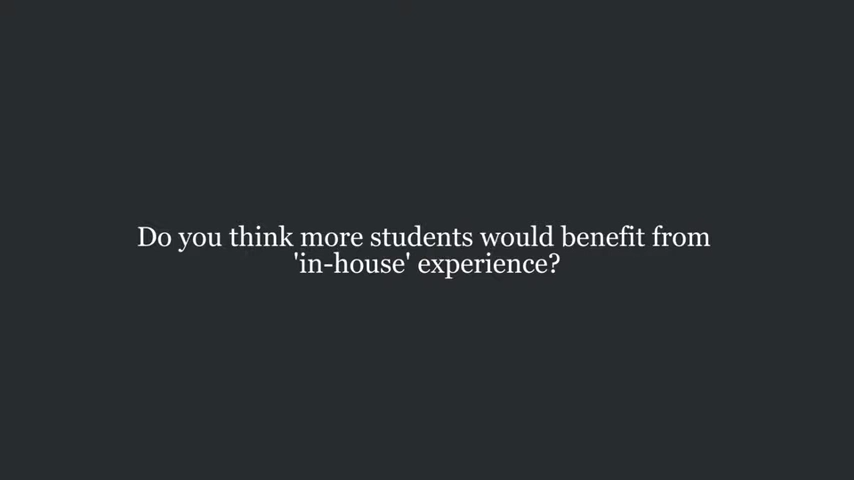 Do you think more students would benefit from
'in-house' experience?